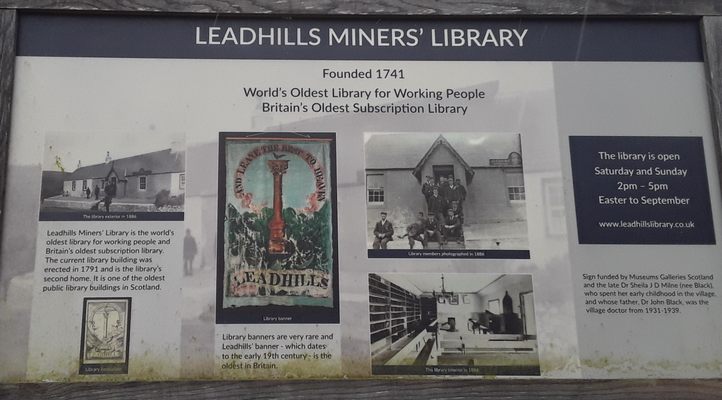 LEADHILLS MINERS' LIBRARY
Founded 1741
World's Oldest Library for Working People
Britain's Oldest Subscription Library
The library exterior in 1886
Leadhills Miners' Library is the world's
oldest library for working people and
Britain's oldest subscription library.
The current library building was
erected in 1791 and is the library's
second home. It is one of the oldest
public library buildings in Scotland.
Library
AND LEAVE THE REST TO HEAVEN
LEADHILLS
Library banner
Library banners are very rare and
Leadhills' banner - which dates
to the early 19th century - is the
oldest in Britain.
Library members photographed in 1886
The library interior in 1886
The library is open
Saturday and Sunday
2pm – 5pm
Easter to September
www.leadhillslibrary.co.uk
Sign funded by Museums Galleries Scotland
and the late Dr Sheila J D Milne (nee Black),
who spent her early childhood in the village,
and whose father, Dr John Black, was the
village doctor from 1931-1939.